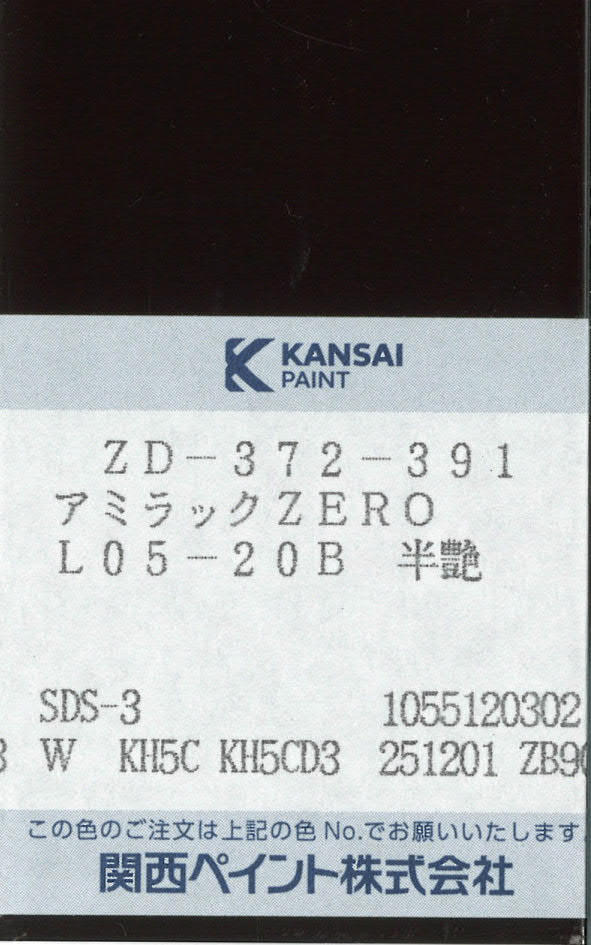 KANSAI
PAINT
ZD-372-391
アミラックZERO
L05-20B 半艶
SDS-3 1055120302
W KH5C KH5CD3 251201
この色のご注文は上記の色No.でお願いいたします
関西ペイント株式会社